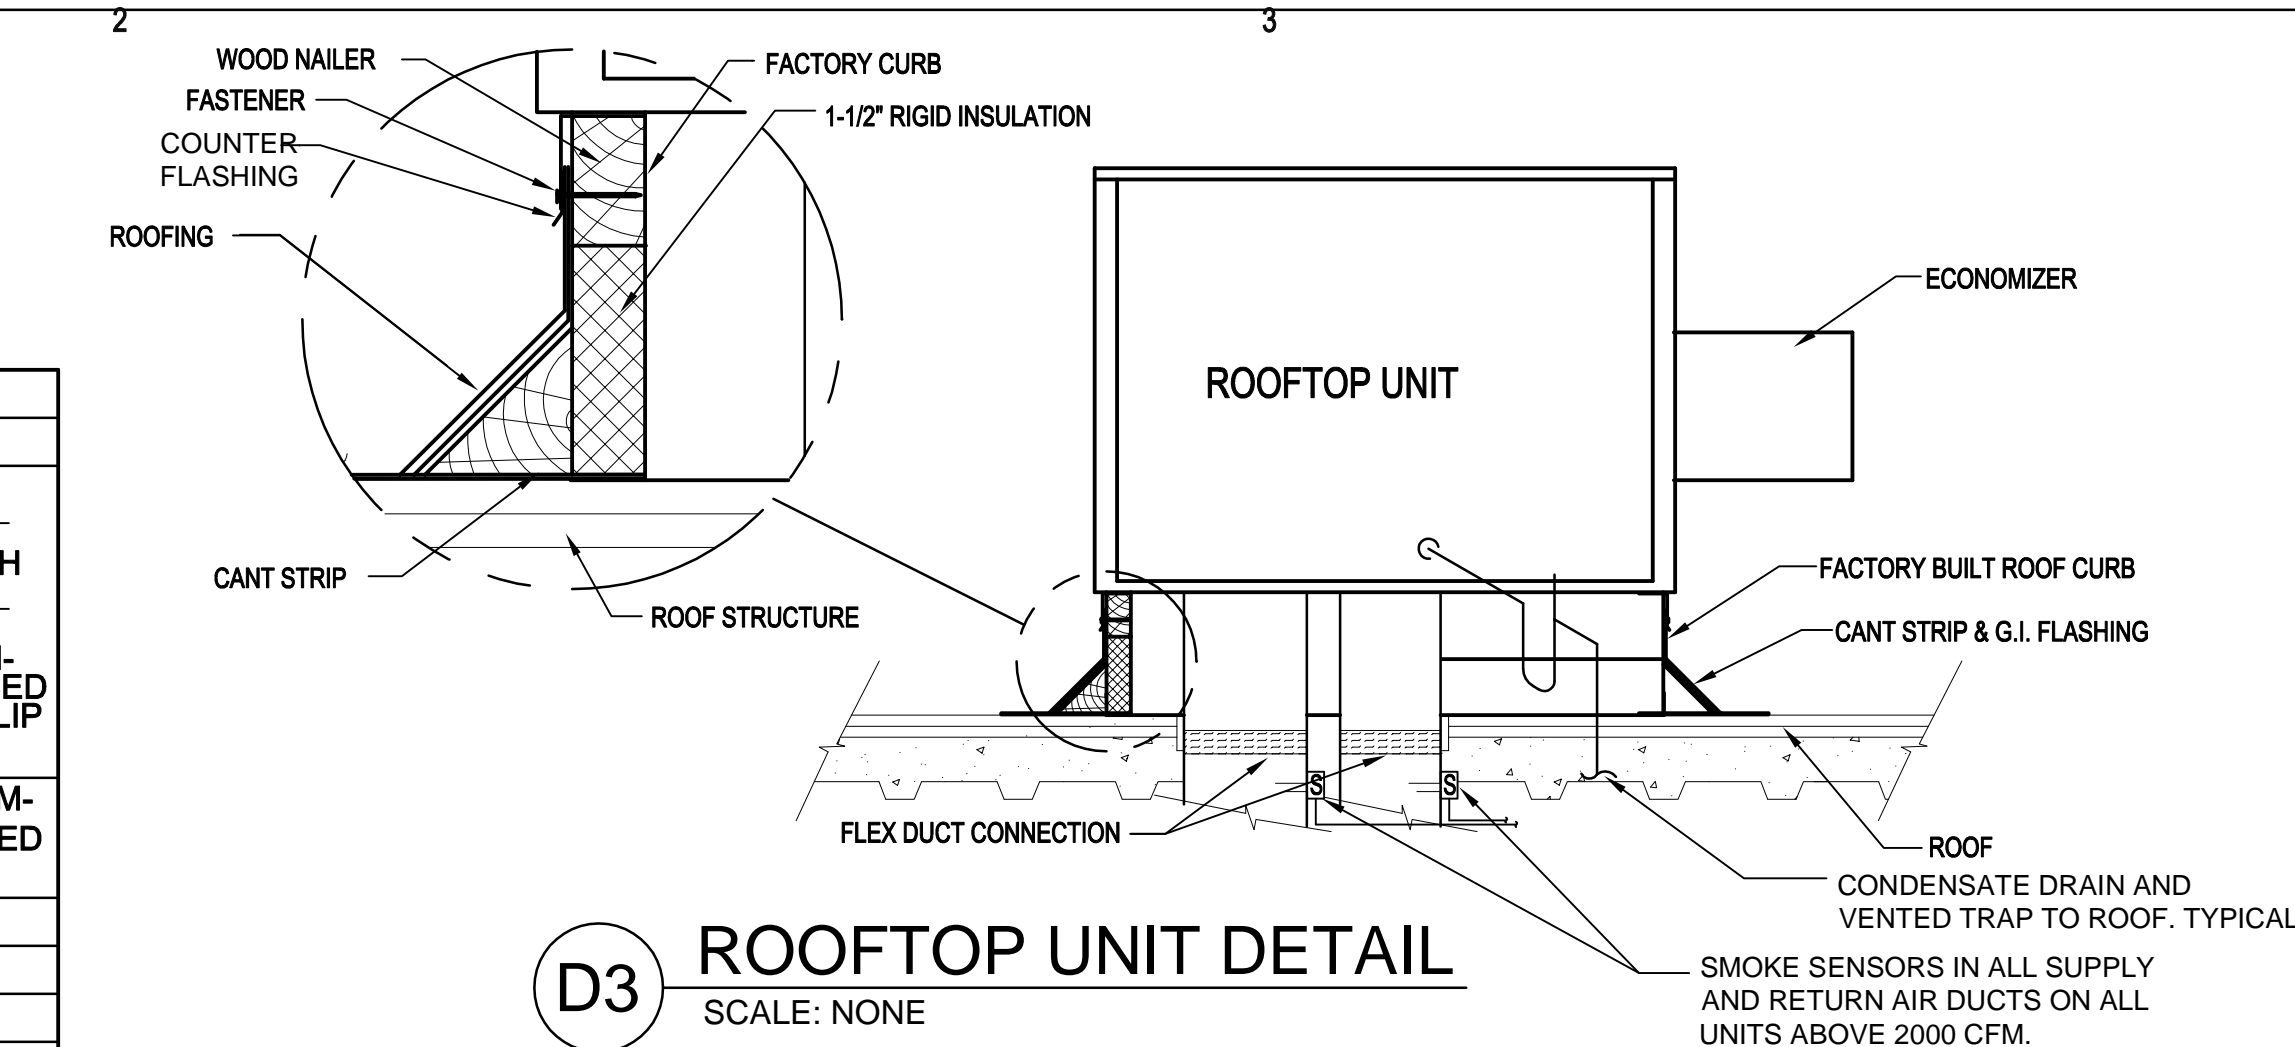 2
3
WOOD NAILER
FASTENER
COUNTER
FLASHING
ROOFING
CANT STRIP
ROOF STRUCTURE
FACTORY CURB
1-1/2" RIGID INSULATION
ROOFTOP UNIT
ECONOMIZER
FACTORY BUILT ROOF CURB
CANT STRIP & G.I. FLASHING
S
S
FLEX DUCT CONNECTION
ROOF
CONDENSATE DRAIN AND
VENTED TRAP TO ROOF. TYPICAL
SMOKE SENSORS IN ALL SUPPLY
AND RETURN AIR DUCTS ON ALL
UNITS ABOVE 2000 CFM.
D3
ROOFTOP UNIT DETAIL
SCALE: NONE
H
ED
LIP
M-
ED